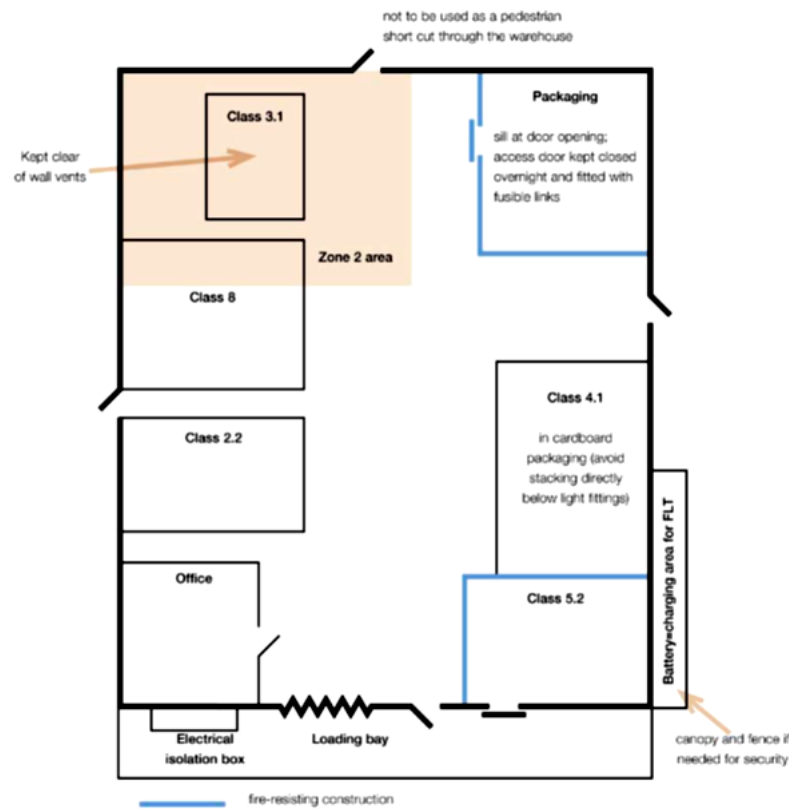 not to be used as a pedestrian
short cut through the warehouse
Packaging
Class 3.1
sill at door opening;
access door kept closed
overnight and fitted with
fusible links
Kept clear
of wall vents
Zone 2 area
Class 8
Class 4.1
in cardboard
packaging (avoid
stacking directly
below light fittings)
Class 2.2
Office
Class 5.2
Battery=charging area for FLT
Electrical
isolation box
Loading bay
canopy and fence if
needed for security
fire-resisting construction